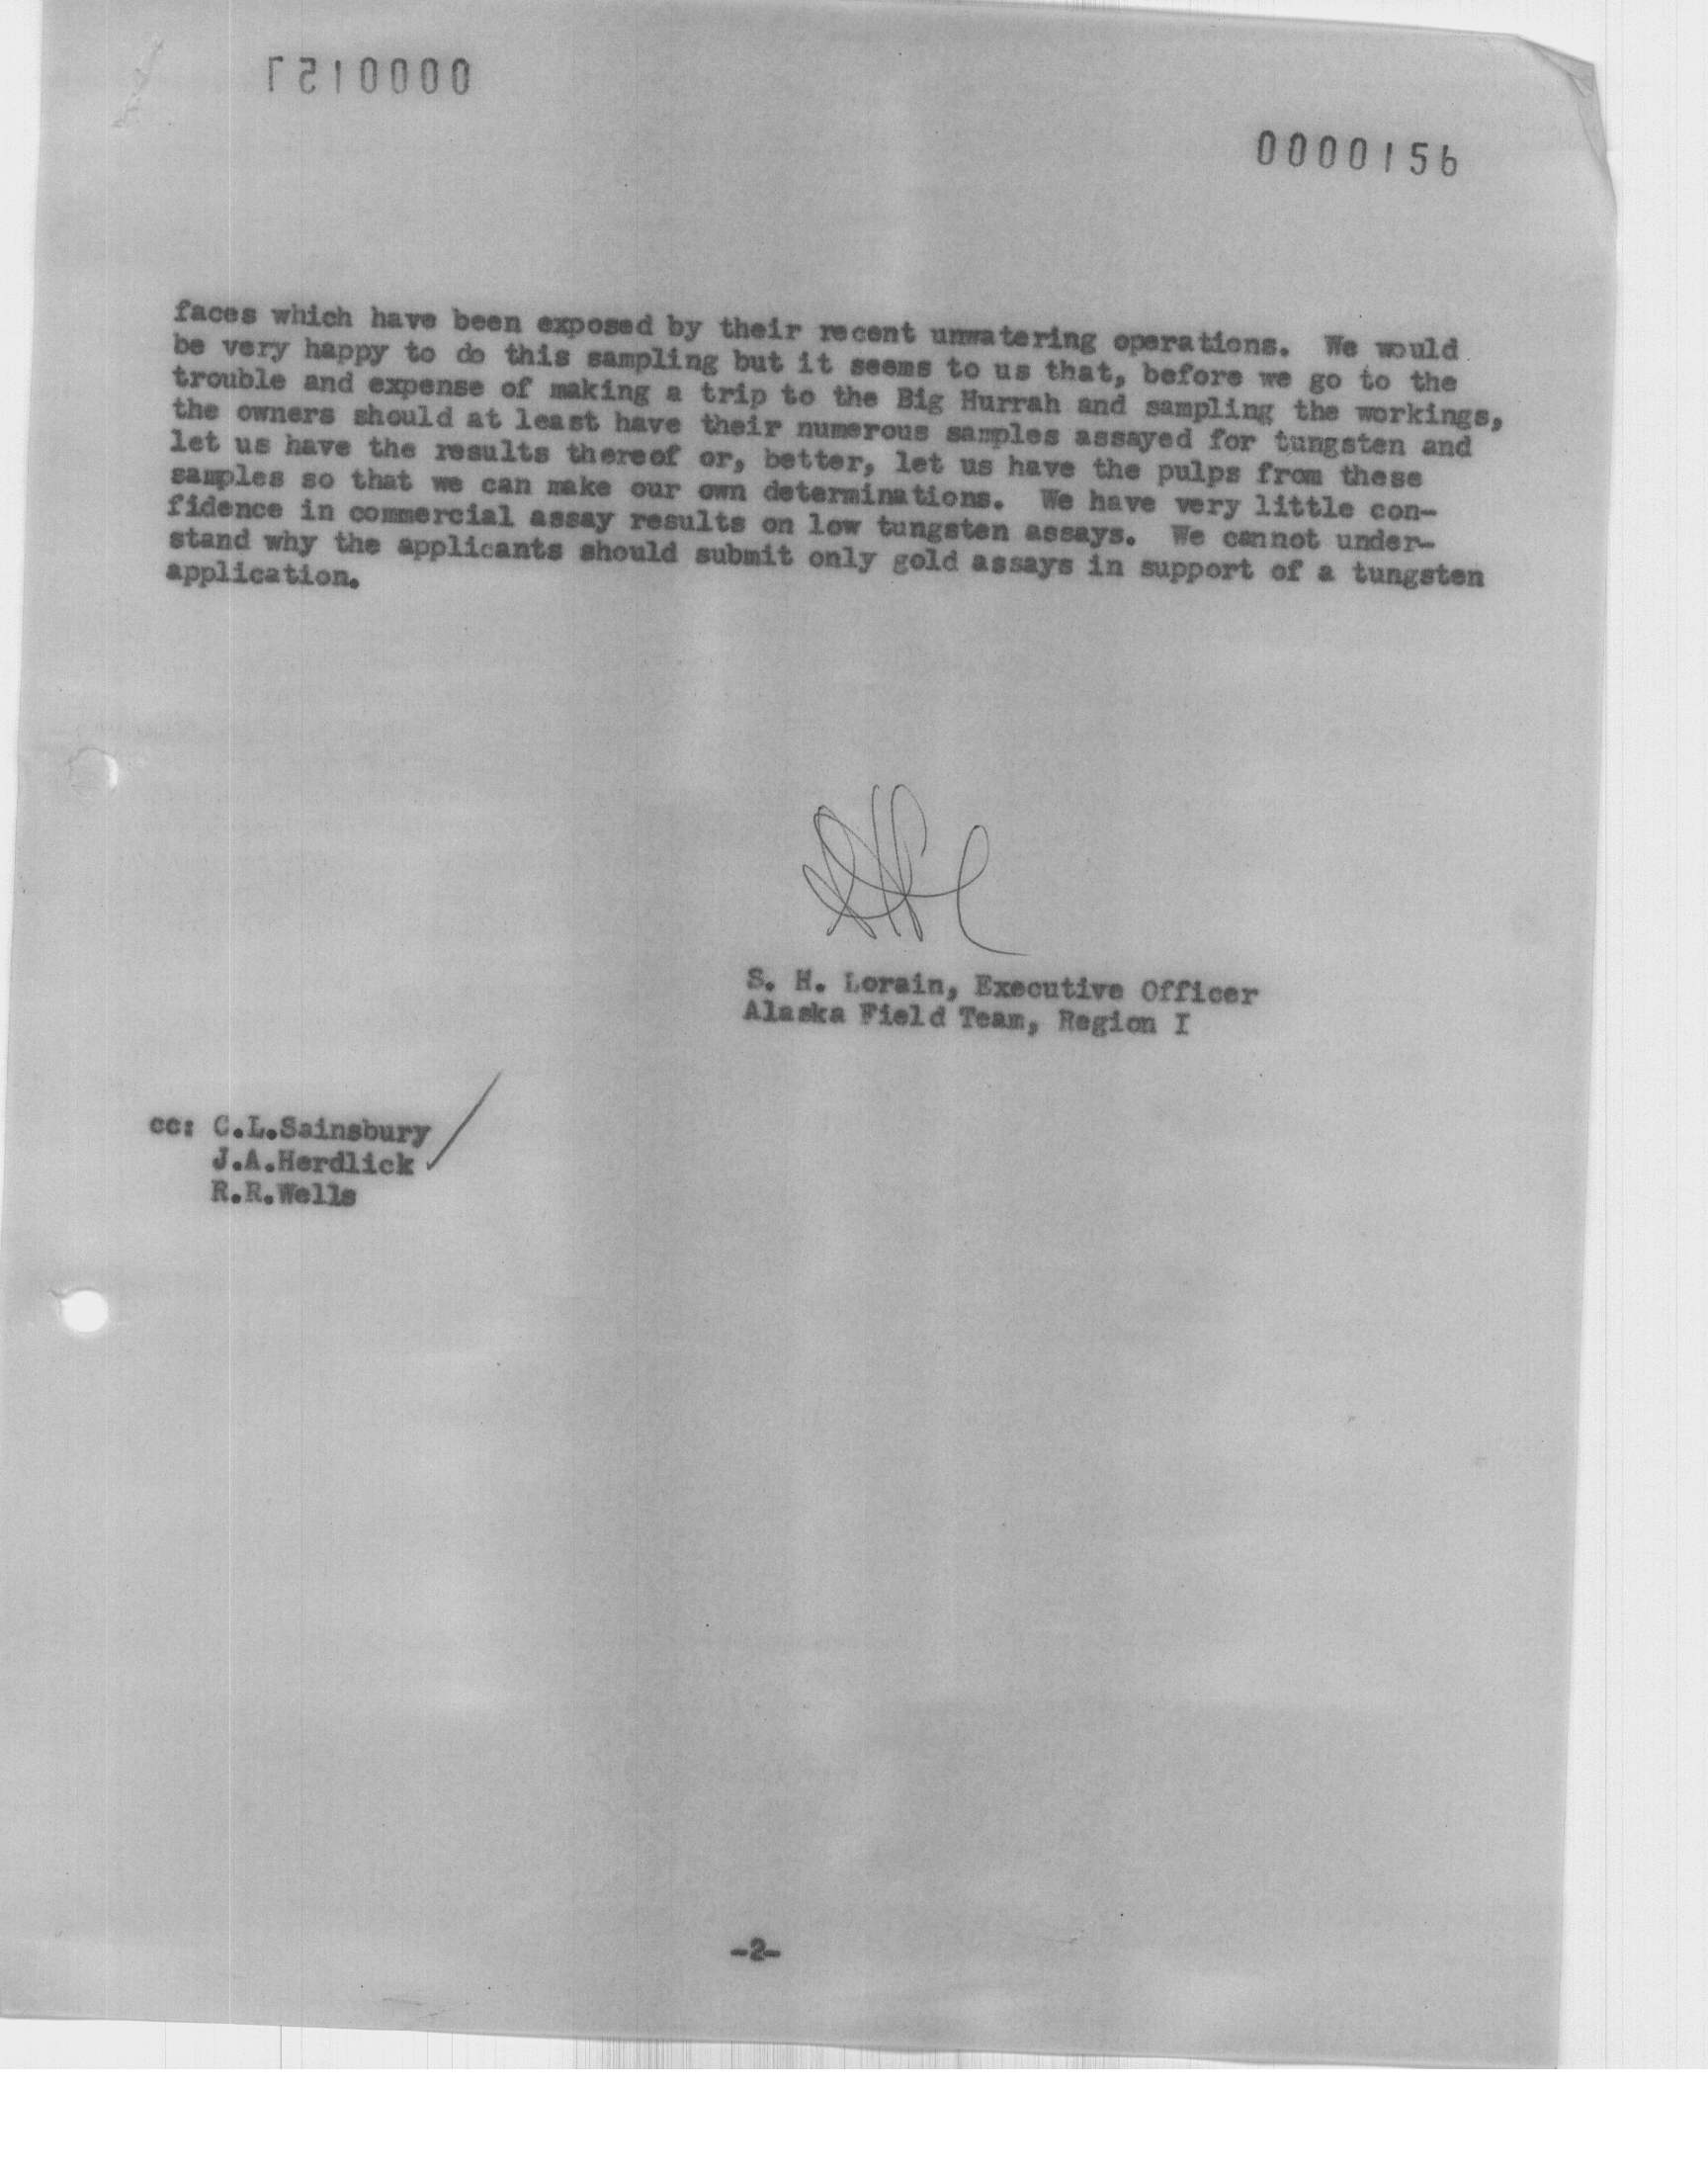 0000157
0000156
faces which have been exposed by their recent unwatering operations. We would
be very happy to do this sampling but it seems to us that, before we go to the
trouble and expense of making a trip to the Big Hurrah and sampling the workings,
the owners should at least have their numerous samples assayed for tungsten and
let us have the results thereof or, better, let us have the pulps from these
samples so that we can make our own determinations. We have very little con-
fidence in commercial assay results on low tungsten assays. We cannot under-
stand why the applicants should submit only gold assays in support of a tungsten
application.
S. H. Lorain, Executive Officer
Alaska Field Team, Region I
cc: C.L.Sainsbury
J.A.Herdlick
R.R.Wells
-2-